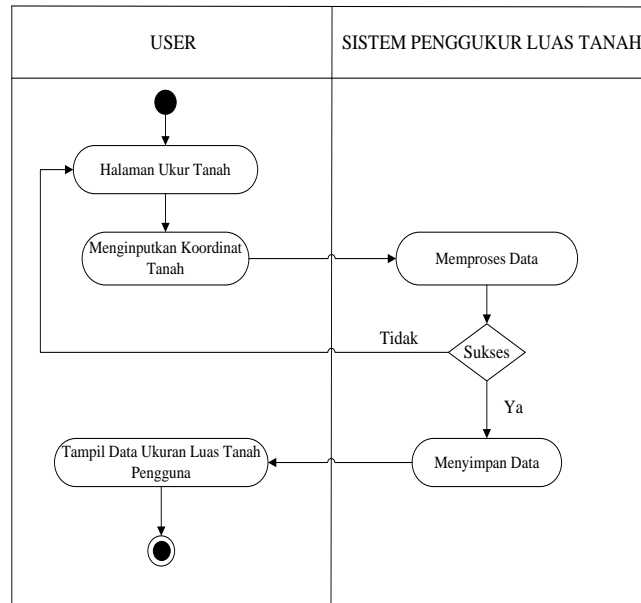 USER
SISTEM PENGGUKUR LUAS TANAH
Halaman Ukur Tanah
Menginputkan Koordinat
Tanah
Memproses Data
Tidak
Sukses
Ya
Tampil Data Ukuran Luas Tanah
Pengguna
Menyimpan Data